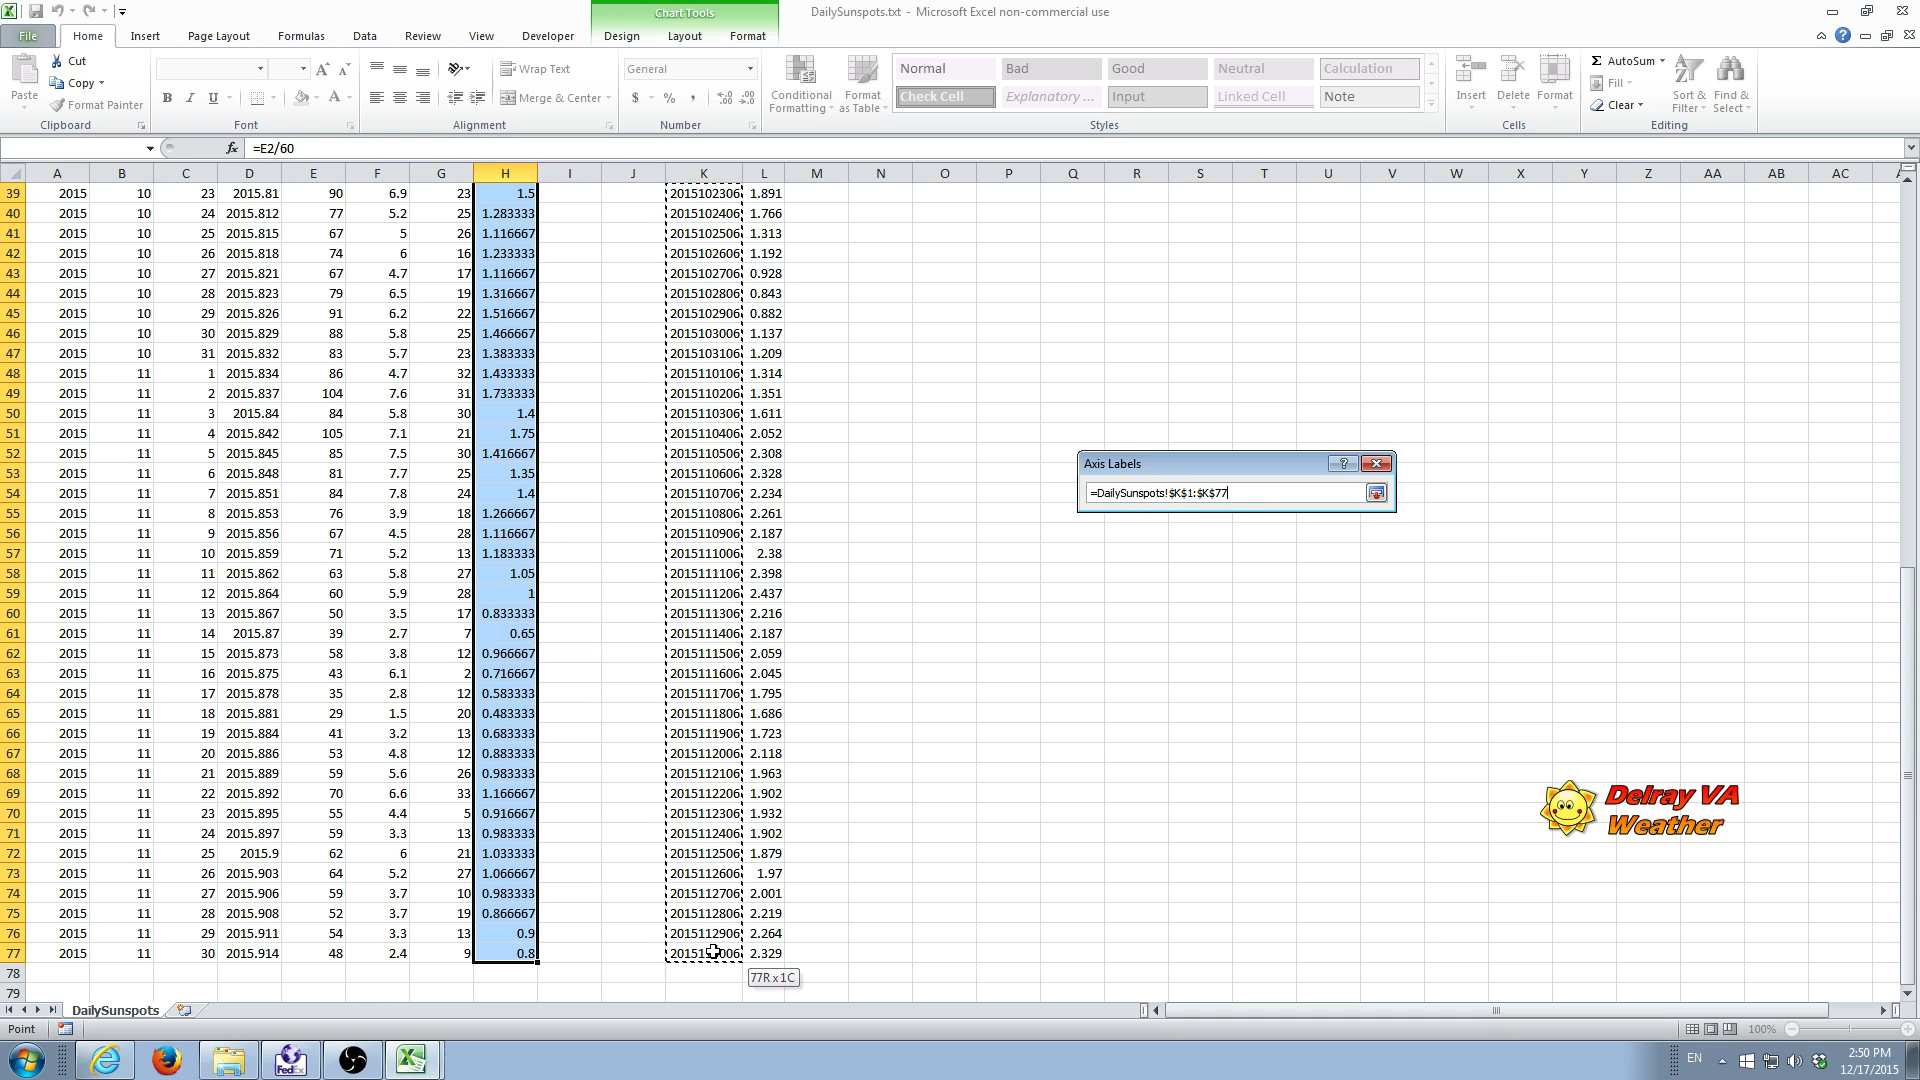 Chart Tools
DailySunspots.txt - Microsoft Excel non-commercial use
File Home Insert Page Layout Formulas Data Review View Developer Design Layout Format
Paste Cut Copy Format Painter
B I U
Wrap Text
Merge & Center
General
$ % ,
Conditional Formatting
Format as Table
Normal Bad Good Neutral Calculation
Check Cell Explanatory ... Input Linked Cell Note
Insert Delete Format
Σ AutoSum
Fill
Clear
Sort & Filter
Find & Select
Clipboard Font Alignment Number Styles Cells Editing
fx =E2/60
A B C D E F G H I J K L M N O P Q R S T U V W X Y Z AA AB AC
39 2015 10 23 2015.81 90 6.9 23 1.5 2015102306 1.891
40 2015 10 24 2015.812 77 5.2 25 1.283333 2015102406 1.766
41 2015 10 25 2015.815 67 5 26 1.116667 2015102506 1.313
42 2015 10 26 2015.818 74 6 16 1.233333 2015102606 1.192
43 2015 10 27 2015.821 67 4.7 17 1.116667 2015102706 0.928
44 2015 10 28 2015.823 79 6.5 19 1.316667 2015102806 0.843
45 2015 10 29 2015.826 91 6.2 22 1.516667 2015102906 0.882
46 2015 10 30 2015.829 88 5.8 25 1.466667 2015103006 1.137
47 2015 10 31 2015.832 83 5.7 23 1.383333 2015103106 1.209
48 2015 11 1 2015.834 86 4.7 32 1.433333 2015110106 1.314
49 2015 11 2 2015.837 104 7.6 31 1.733333 2015110206 1.351
50 2015 11 3 2015.84 84 5.8 30 1.4 2015110306 1.611
51 2015 11 4 2015.842 105 7.1 21 1.75 2015110406 2.052
52 2015 11 5 2015.845 85 7.5 30 1.416667 2015110506 2.308
53 2015 11 6 2015.848 81 7.7 25 1.35 2015110606 2.328
54 2015 11 7 2015.851 84 7.8 24 1.4 2015110706 2.234
55 2015 11 8 2015.853 76 3.9 18 1.266667 2015110806 2.261
56 2015 11 9 2015.856 67 4.5 28 1.116667 2015110906 2.187
57 2015 11 10 2015.859 71 5.2 13 1.183333 2015111006 2.38
58 2015 11 11 2015.862 63 5.8 27 1.05 2015111106 2.398
59 2015 11 12 2015.864 60 5.9 28 1 2015111206 2.437
60 2015 11 13 2015.867 50 3.5 17 0.833333 2015111306 2.216
61 2015 11 14 2015.87 39 2.7 7 0.65 2015111406 2.187
62 2015 11 15 2015.873 58 3.8 12 0.966667 2015111506 2.059
63 2015 11 16 2015.875 43 6.1 2 0.716667 2015111606 2.045
64 2015 11 17 2015.878 35 2.8 12 0.583333 2015111706 1.795
65 2015 11 18 2015.881 29 1.5 20 0.483333 2015111806 1.686
66 2015 11 19 2015.884 41 3.2 13 0.683333 2015111906 1.723
67 2015 11 20 2015.886 53 4.8 12 0.883333 2015112006 2.118
68 2015 11 21 2015.889 59 5.6 26 0.983333 2015112106 1.963
69 2015 11 22 2015.892 70 6.6 33 1.166667 2015112206 1.902
70 2015 11 23 2015.895 55 4.4 5 0.916667 2015112306 1.932
71 2015 11 24 2015.897 59 3.3 13 0.983333 2015112406 1.902
72 2015 11 25 2015.9 62 6 21 1.033333 2015112506 1.879
73 2015 11 26 2015.903 64 5.2 27 1.066667 2015112606 1.97
74 2015 11 27 2015.906 59 3.7 10 0.983333 2015112706 2.001
75 2015 11 28 2015.908 52 3.7 19 0.866667 2015112806 2.219
76 2015 11 29 2015.911 54 3.3 13 0.9 2015112906 2.264
77 2015 11 30 2015.914 48 2.4 9 0.8 2.329
78
79
Axis Labels
=DailySunspots!$K$1:$K$77
Delray VA
Weather
77R x 1C
DailySunspots
Point
100%
FedEx
EN
2:50 PM
12/17/2015